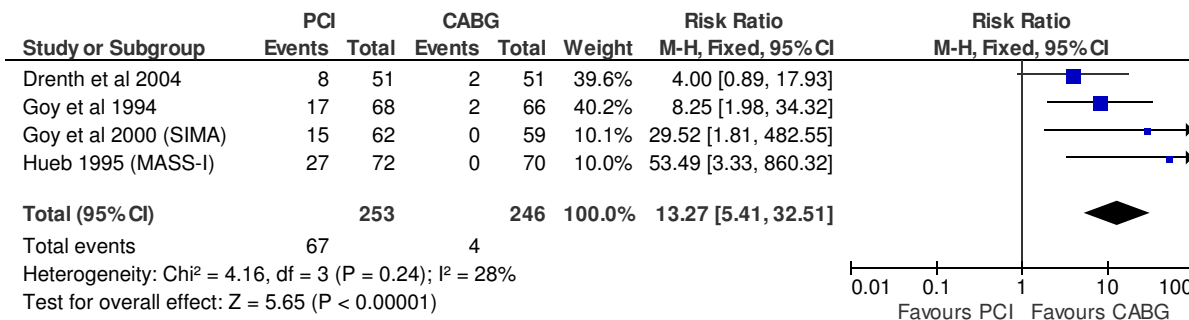 PCI CABG Risk Ratio Risk Ratio
Study or Subgroup Events Total Events Total Weight M-H, Fixed, 95% CI M-H, Fixed, 95% CI
Drenth et al 2004 8 51 2 51 39.6% 4.00 [0.89, 17.93]
Goy et al 1994 17 68 2 66 40.2% 8.25 [1.98, 34.32]
Goy et al 2000 (SIMA) 15 62 0 59 10.1% 29.52 [1.81, 482.55]
Hueb 1995 (MASS-I) 27 72 0 70 10.0% 53.49 [3.33, 860.32]
Total (95% CI) 253 246 100.0% 13.27 [5.41, 32.51]
Total events 67 4
Heterogeneity: Chi² = 4.16, df = 3 (P = 0.24); I² = 28%
Test for overall effect: Z = 5.65 (P < 0.00001)
0.01 0.1 1 10 100
Favours PCI Favours CABG